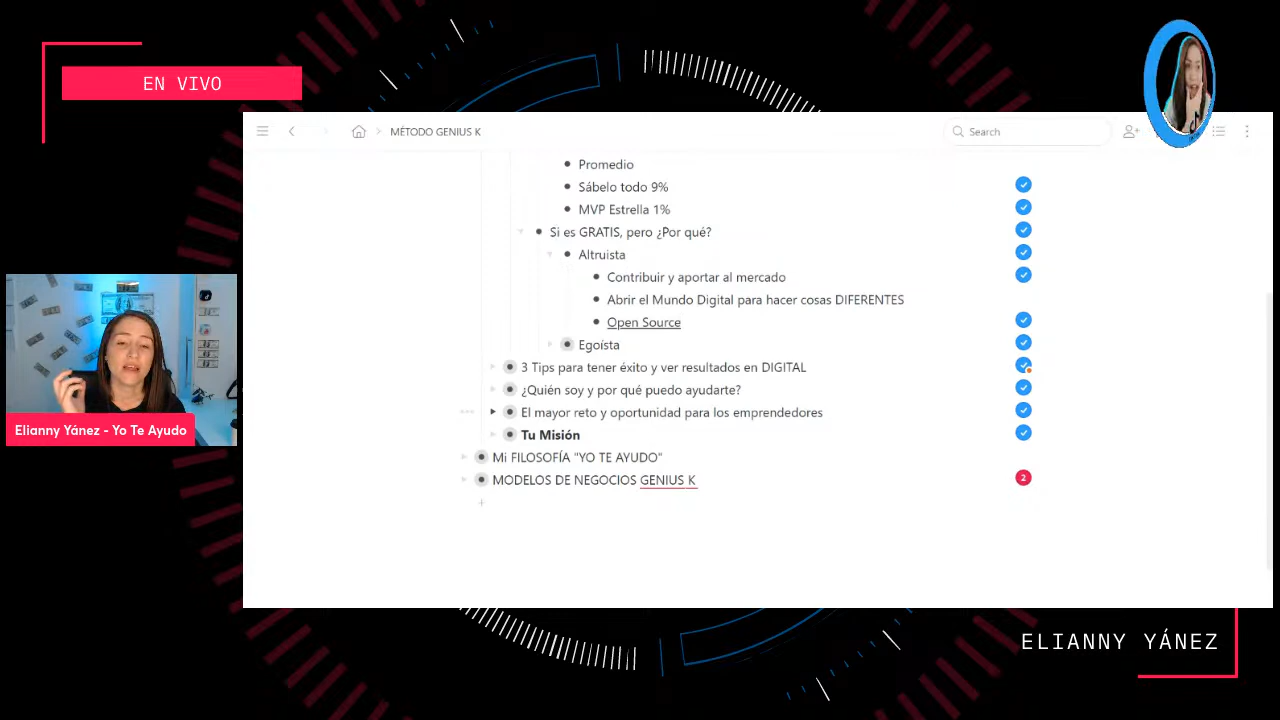 EN VIVO
MÉTODO GENIUS K
Search
Promedio
Sábelo todo 9%
MVP Estrella 1%
Si es GRATIS, pero ¿Por qué?
Altruista
Contribuir y aportar al mercado
Abrir el Mundo Digital para hacer cosas DIFERENTES
Open Source
Egoísta
3 Tips para tener éxito y ver resultados en DIGITAL
¿Quién soy y por qué puedo ayudarte?
El mayor reto y oportunidad para los emprendedores
Tu Misión
Mi FILOSOFÍA "YO TE AYUDO"
MODELOS DE NEGOCIOS GENIUS K
2
Elianny Yánez - Yo Te Ayudo
ELIANNY YÁNEZ